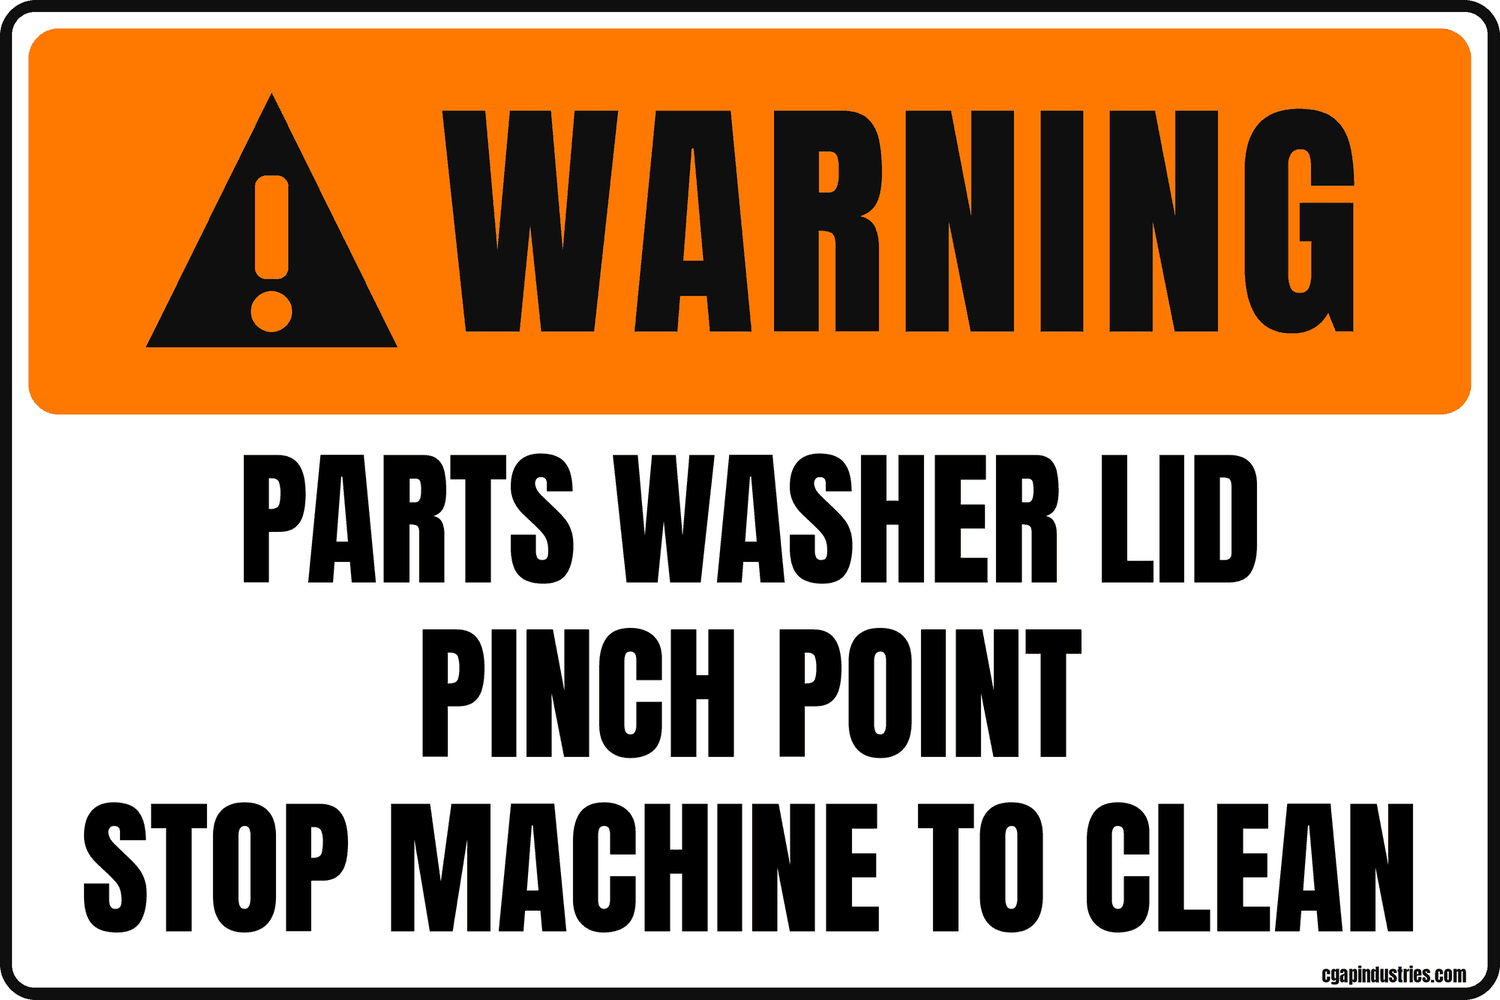 WARNING
PARTS WASHER LID
PINCH POINT
STOP MACHINE TO CLEAN
cgapindustries.com